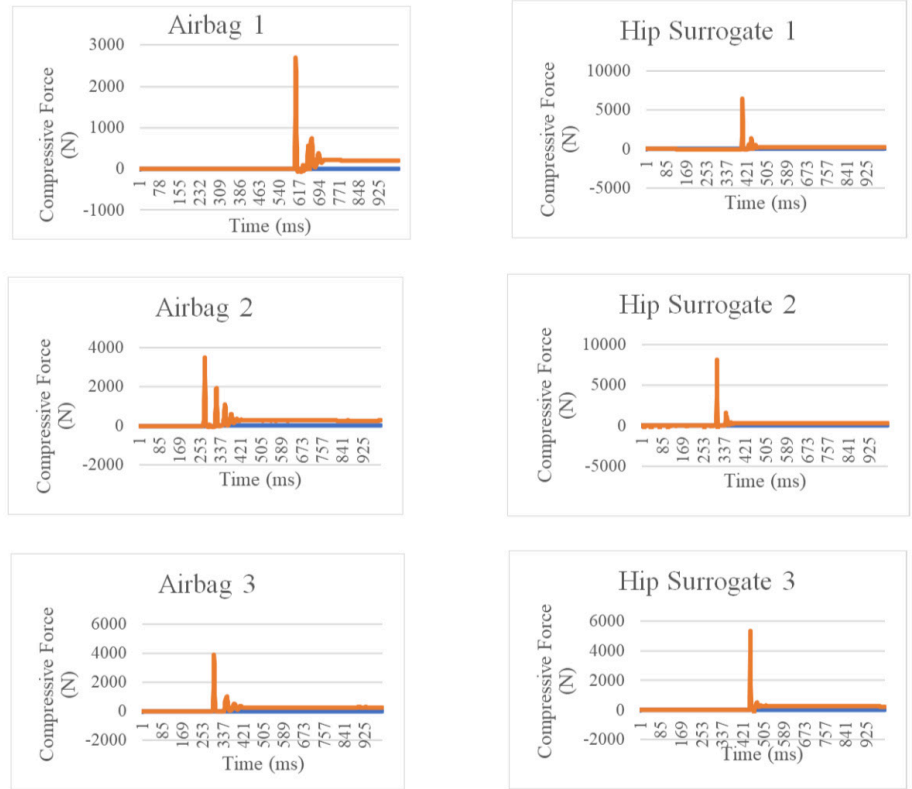 Airbag 1
Compressive Force
(N)
3000
2000
1000
0
-1000
1 78 155 232 309 386 463 540 617 694 771 848 925
Time (ms)
Hip Surrogate 1
Compressive Force
(N)
10000
5000
0
-5000
1 85 169 253 337 421 505 589 673 757 841 925
Time (ms)
Airbag 2
Compressive Force
(N)
4000
2000
0
-2000
1 85 169 253 337 421 505 589 673 757 841 925
Time (ms)
Hip Surrogate 2
Compressive Force
(N)
10000
5000
0
-5000
1 85 169 253 337 421 505 589 673 757 841 925
Time (ms)
Airbag 3
Compressive Force
(N)
6000
4000
2000
0
-2000
1 85 169 253 337 421 505 589 673 757 841 925
Time (ms)
Hip Surrogate 3
Compressive Force
(N)
6000
4000
2000
0
-2000
1 85 169 253 337 421 505 589 673 757 841 925
Time (ms)